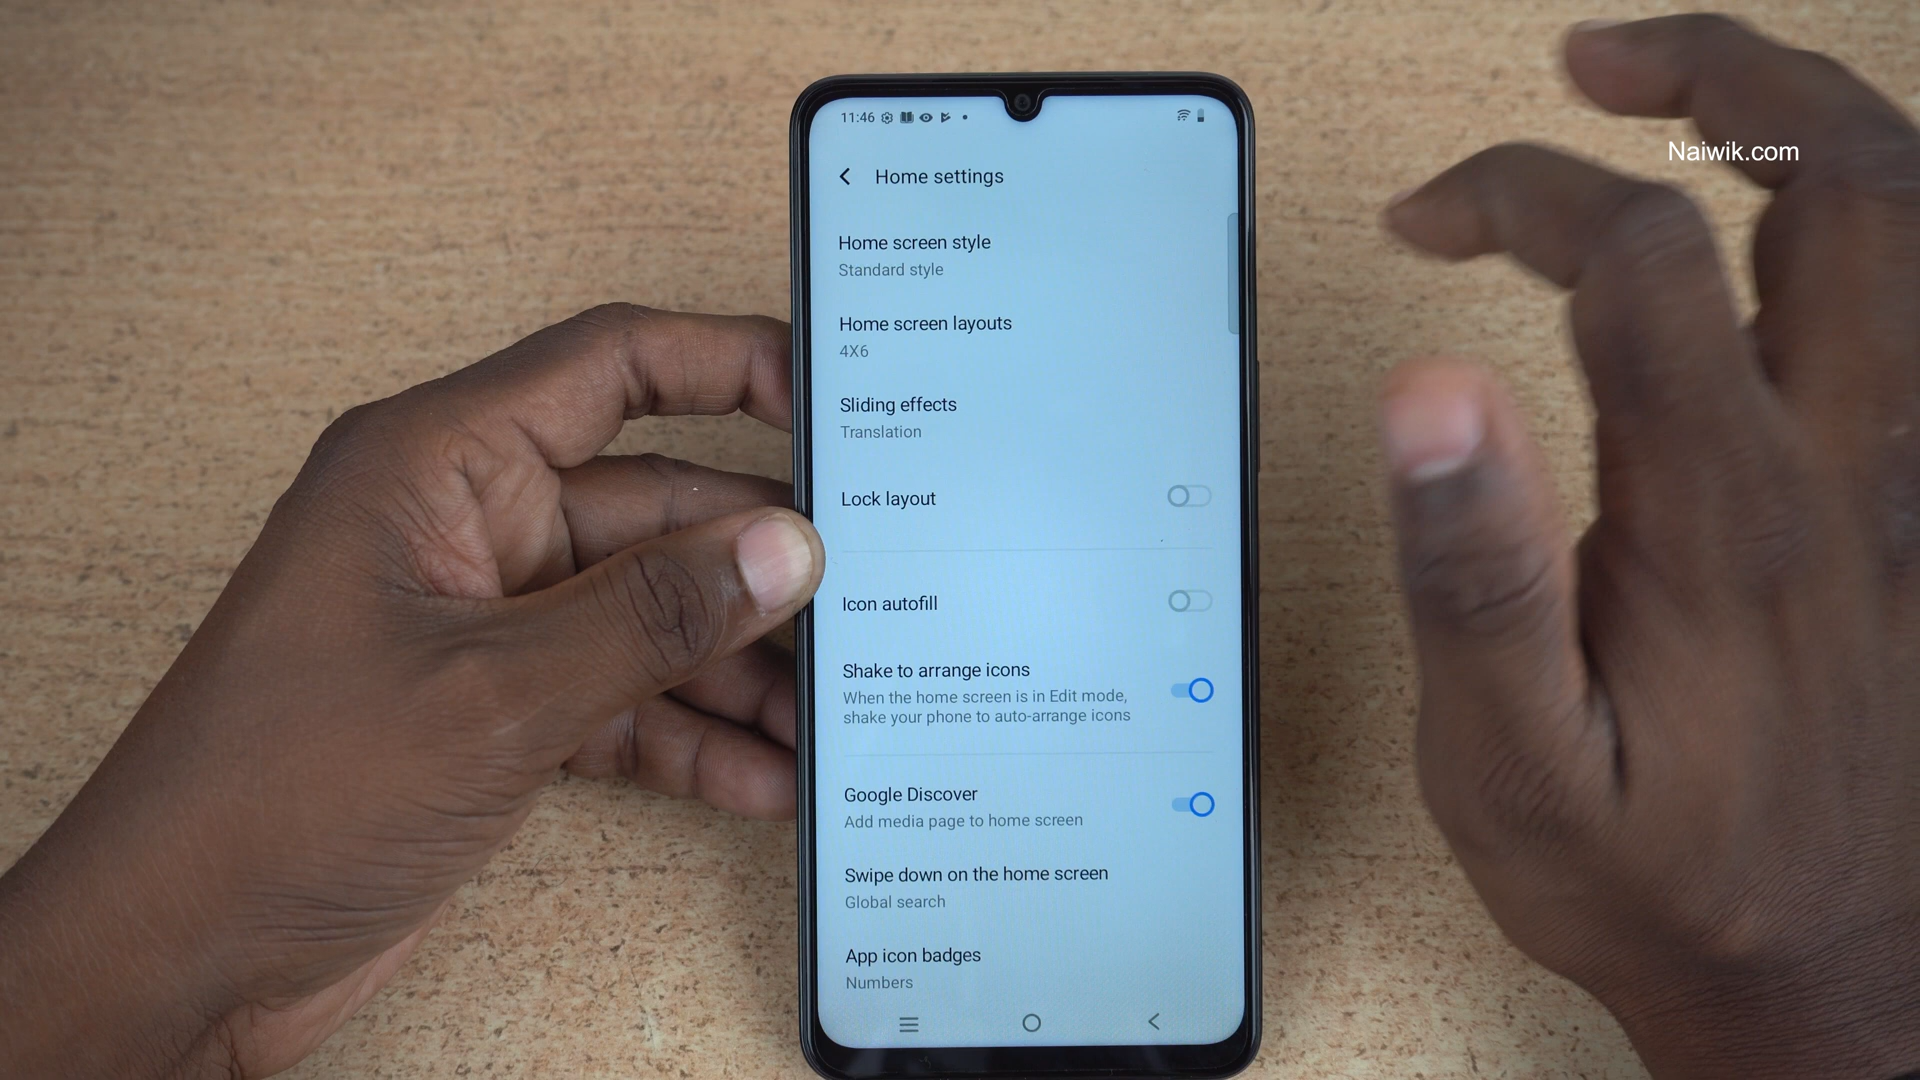 Naiwik.com
11:46
Home settings
Home screen style
Standard style
Home screen layouts
4X6
Sliding effects
Translation
Lock layout
Icon autofill
Shake to arrange icons
When the home screen is in Edit mode,
shake your phone to auto-arrange icons
Google Discover
Add media page to home screen
Swipe down on the home screen
Global search
App icon badges
Numbers